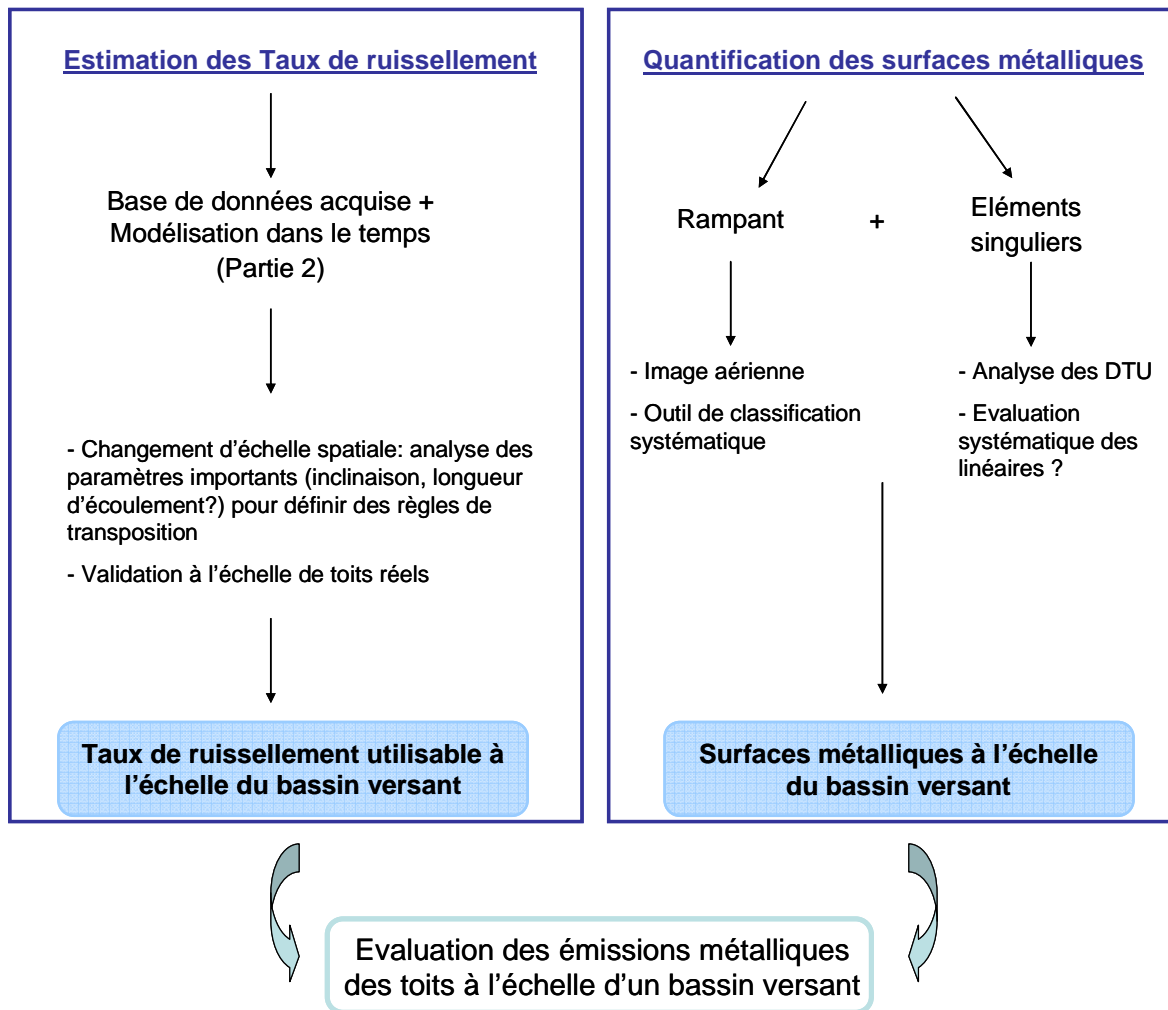 Estimation des Taux de ruissellement
Base de données acquise +
Modélisation dans le temps
(Partie 2)
- Changement d'échelle spatiale: analyse des
paramètres importants (inclinaison, longueur
d'écoulement?) pour définir des règles de
transposition
- Validation à l'échelle de toits réels
Taux de ruissellement utilisable à
l'échelle du bassin versant
Quantification des surfaces métalliques
Rampant
+
Eléments
singuliers
- Image aérienne
- Outil de classification
systématique
- Analyse des DTU
- Evaluation
systématique des
linéaires ?
Surfaces métalliques à l'échelle
du bassin versant
Evaluation des émissions métalliques
des toits à l'échelle d'un bassin versant